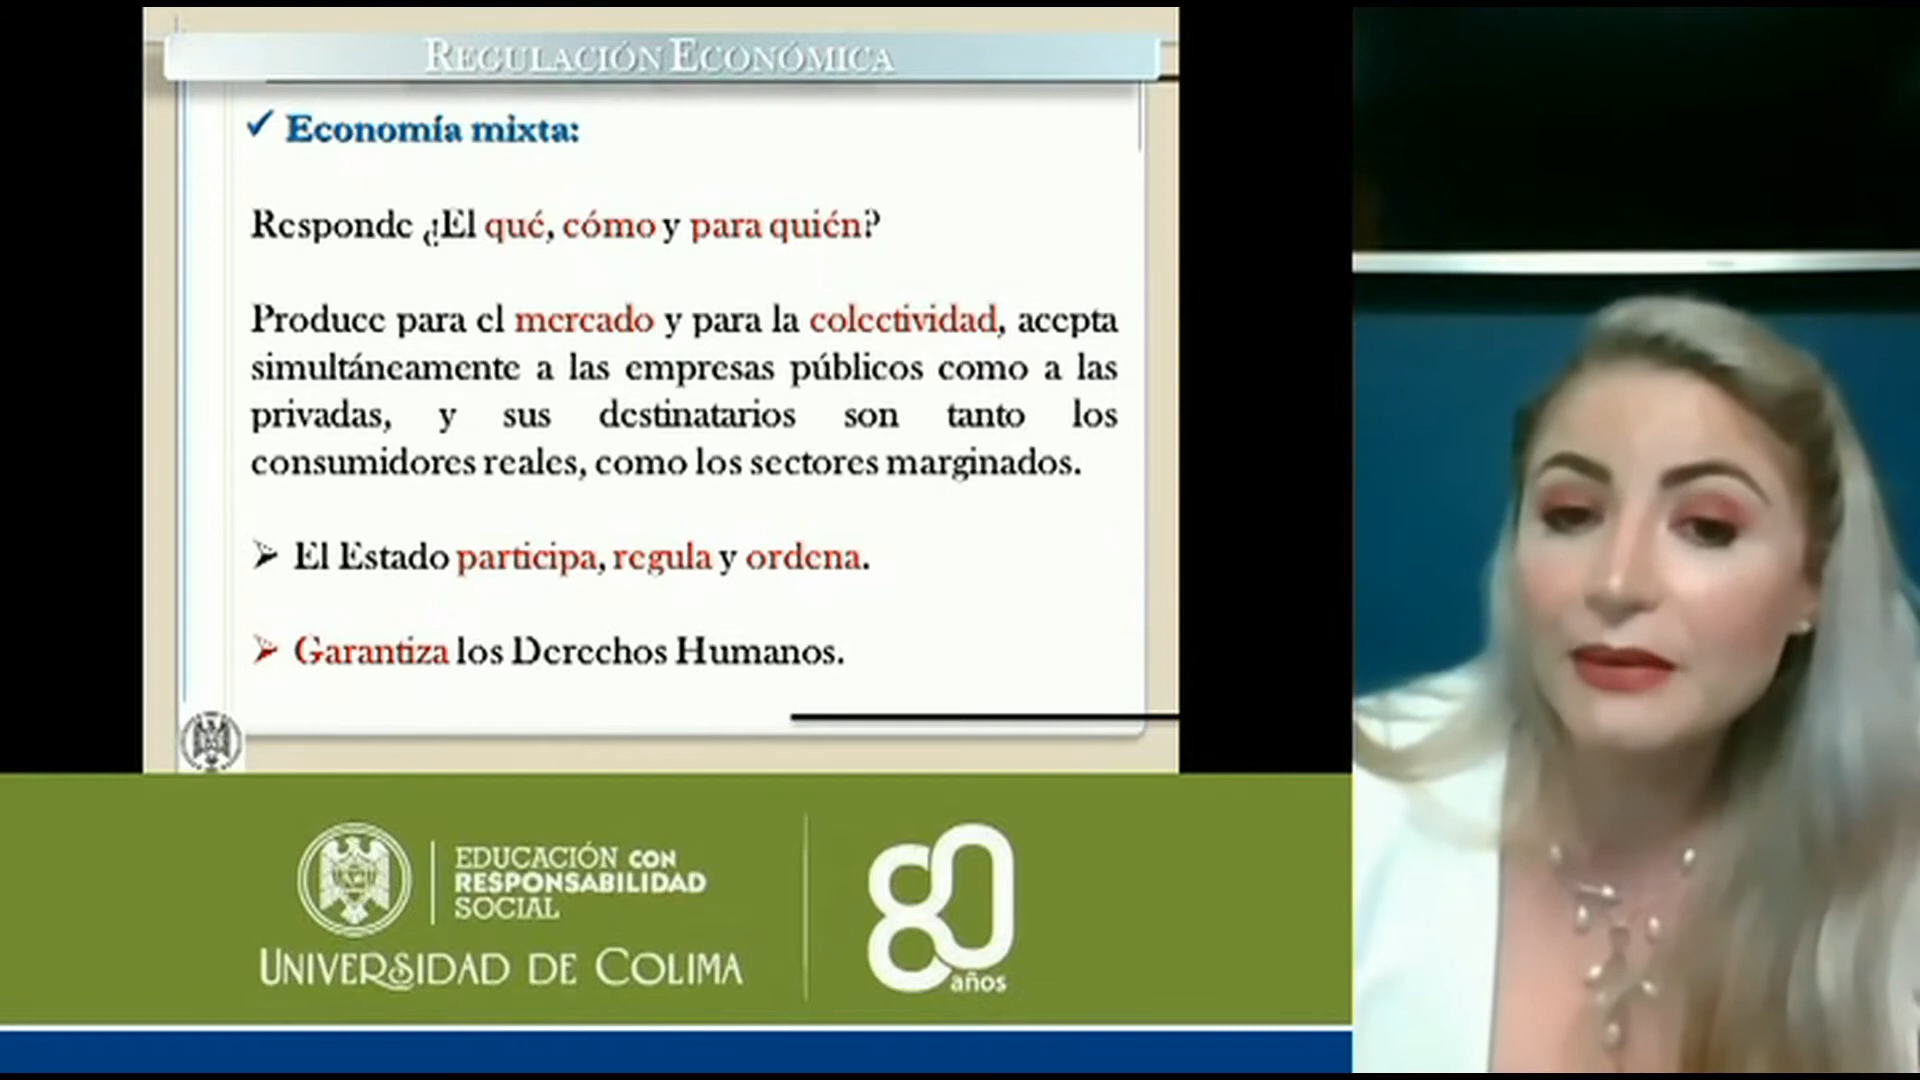 REGULACIÓN ECONÓMICA
✓ Economía mixta:
Responde ¿El qué, cómo y para quién?
Produce para el mercado y para la colectividad, acepta
simultáneamente a las empresas públicos como a las
privadas, y sus destinatarios son tanto los
consumidores reales, como los sectores marginados.
➢ El Estado participa, regula y ordena.
➢ Garantiza los Derechos Humanos.
EDUCACIÓN CON
RESPONSABILIDAD
SOCIAL
UNIVERSIDAD DE COLIMA
80
años